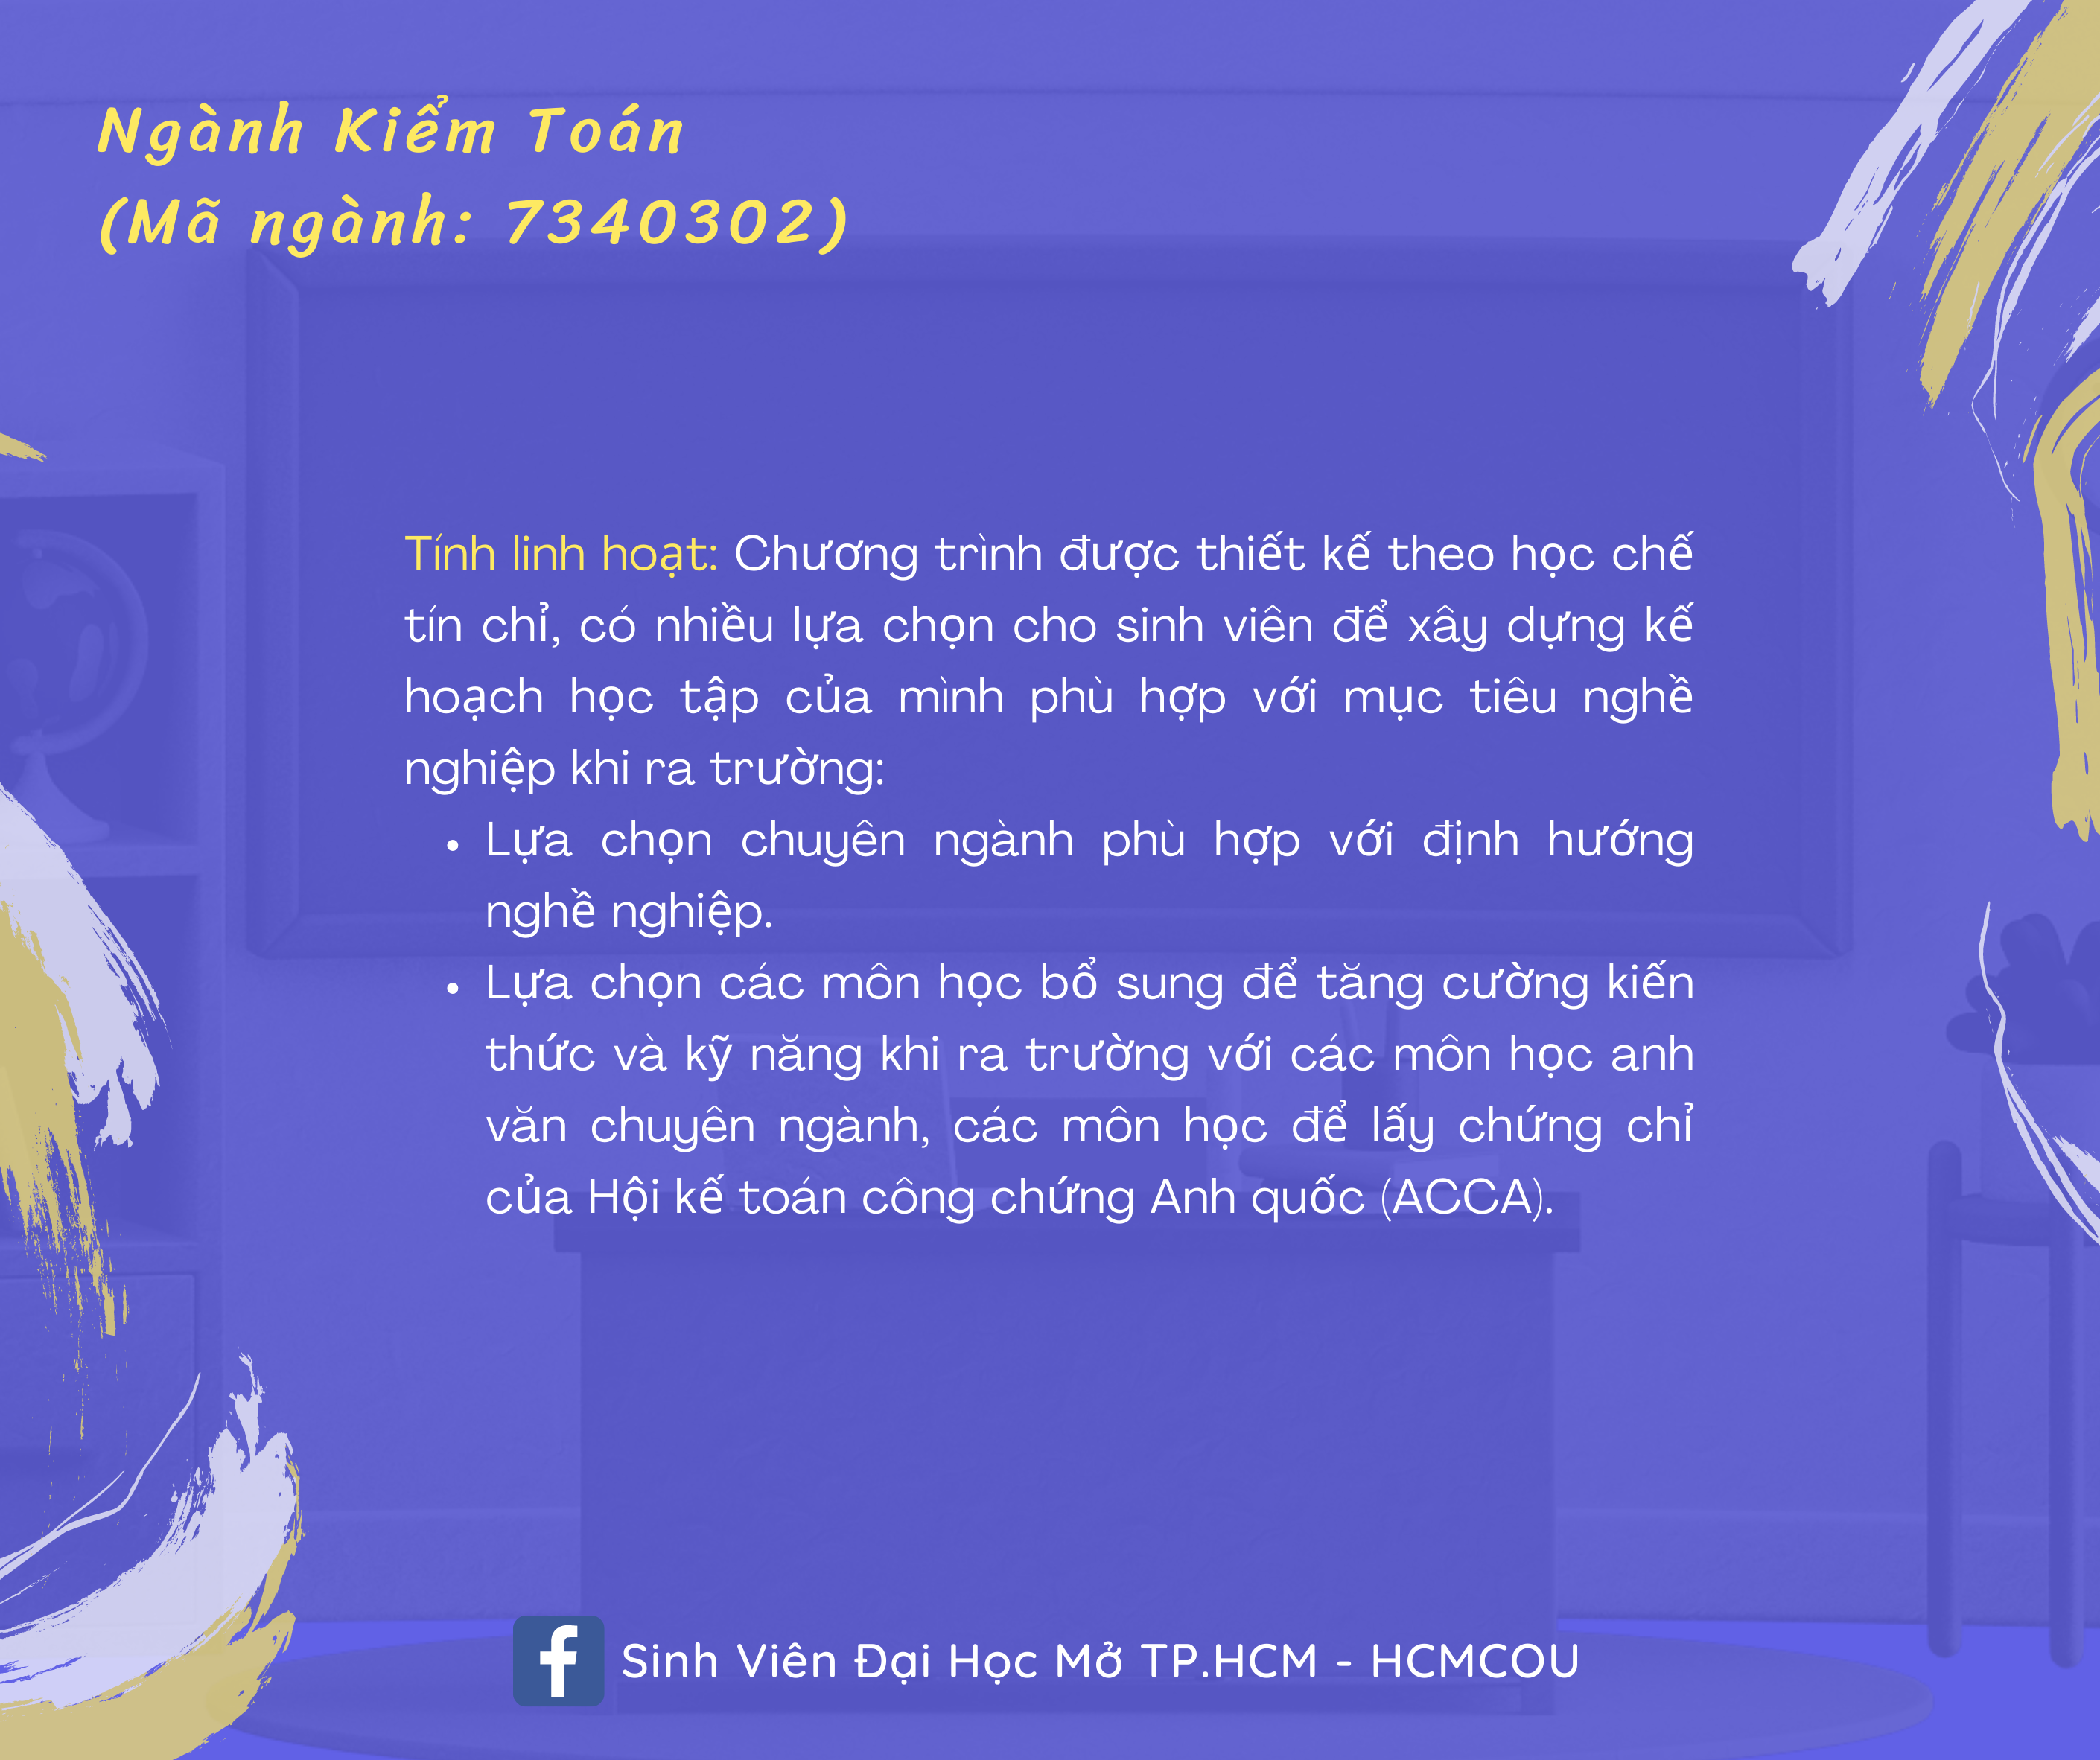 Ngành Kiểm Toán
(Mã ngành: 7340302)
Tính linh hoạt: Chương trình được thiết kế theo học chế
tín chỉ, có nhiều lựa chọn cho sinh viên để xây dựng kế
hoạch học tập của mình phù hợp với mục tiêu nghề
nghiệp khi ra trường:
• Lựa chọn chuyên ngành phù hợp với định hướng
nghề nghiệp.
• Lựa chọn các môn học bổ sung để tăng cường kiến
thức và kỹ năng khi ra trường với các môn học anh
văn chuyên ngành, các môn học để lấy chứng chỉ
của Hội kế toán công chứng Anh quốc (ACCA).
Sinh Viên Đại Học Mở TP.HCM - HCMCOU